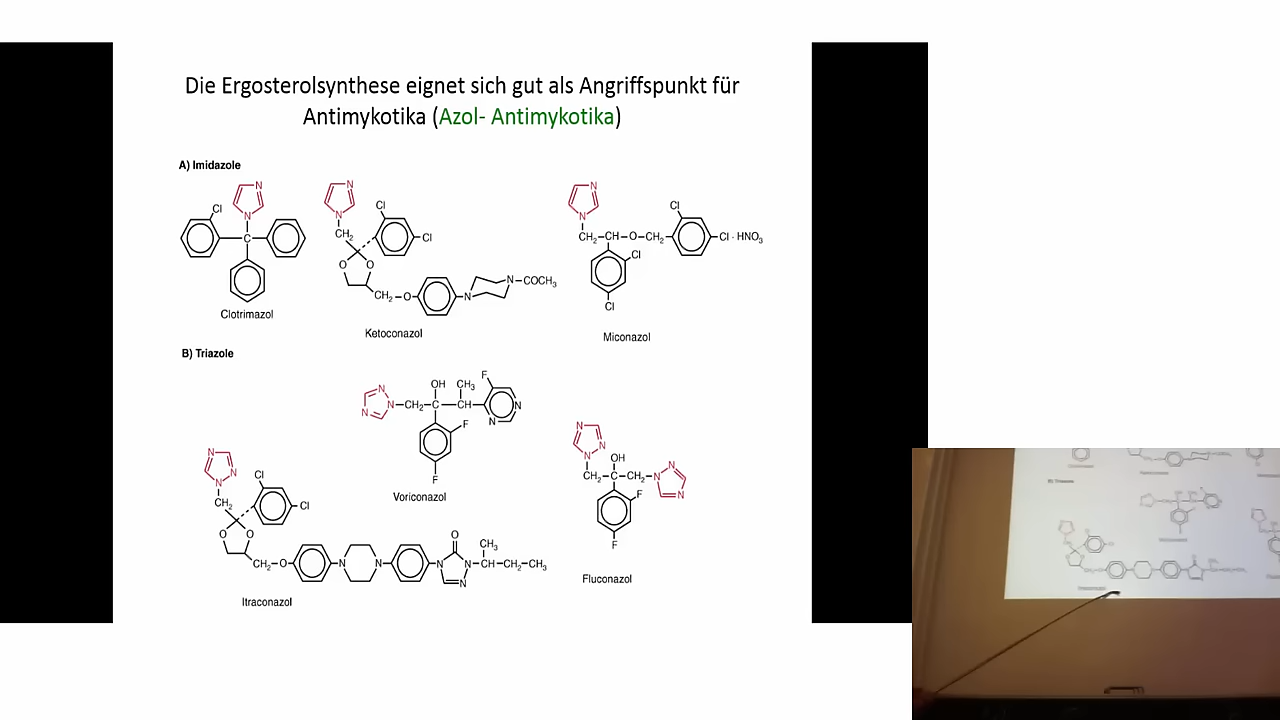 Die Ergosterolsynthese eignet sich gut als Angriffspunkt für
Antimykotika (Azol- Antimykotika)
A) Imidazole
N
N
Cl
C
Clotrimazol
N
N
CH₂
Cl
Cl
O O
CH₂–O
N
N–COCH₃
Ketoconazol
N
N
CH₂–CH–O–CH₂
Cl
Cl · HNO₃
Cl
Cl
Miconazol
B) Triazole
N
N
N–CH₂–C–CH
OH CH₃
F
N
N
F
F
Voriconazol
N
N
N
CH₂
Cl
Cl
O O
CH₂–O
N N
N
N
N–CH–CH₂–CH₃
O
CH₃
Itraconazol
N
N
N
CH₂–C–CH₂–N
OH
N
N
F
F
Fluconazol